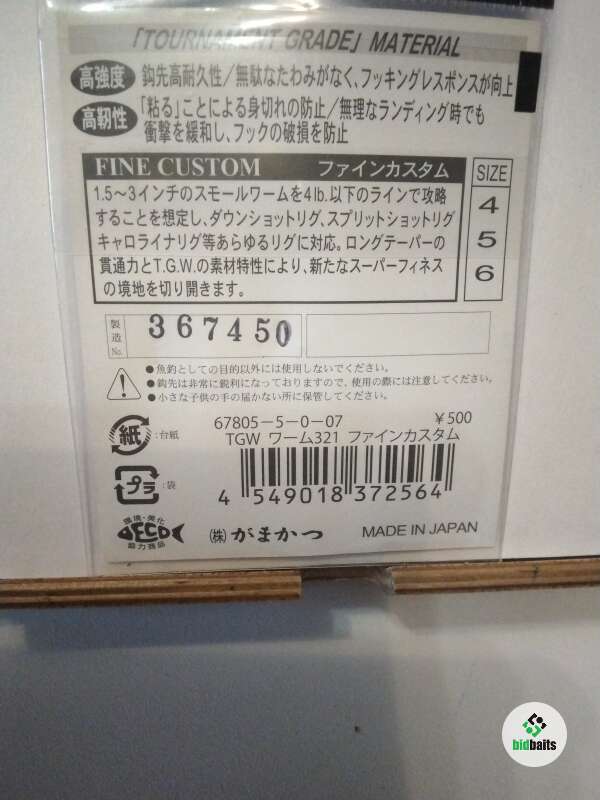 「TOURNAMENT GRADE」 MATERIAL
高強度 鈎先高耐久性/無駄なたわみがなく、フッキングレスポンスが向上
高靭性 「粘る」ことによる身切れの防止/無理なランディング時でも
衝撃を緩和し、フックの破損を防止
FINE CUSTOM ファインカスタム
1.5〜3インチのスモールワームを4lb.以下のラインで攻略
することを想定し、ダウンショットリグ、スプリットショットリグ
キャロライナリグ等あらゆるリグに対応。ロングテーパーの
貫通力とT.G.W.の素材特性により、新たなスーパーフィネス
の境地を切り開きます。
SIZE
4
5
6
製造No. 367450
●魚釣としての目的以外には使用しないでください。
●鈎先は非常に鋭利になっておりますので、使用の際には注意してください。
●小さな子供の手の届かない所に保管してください。
紙 :台紙
プラ :袋
67805-5-0-07 ¥500
TGW ワーム321 ファインカスタム
4 549018 372564
環境・美化
ECO
協力商品
㈱ がまかつ MADE IN JAPAN
bidbaits